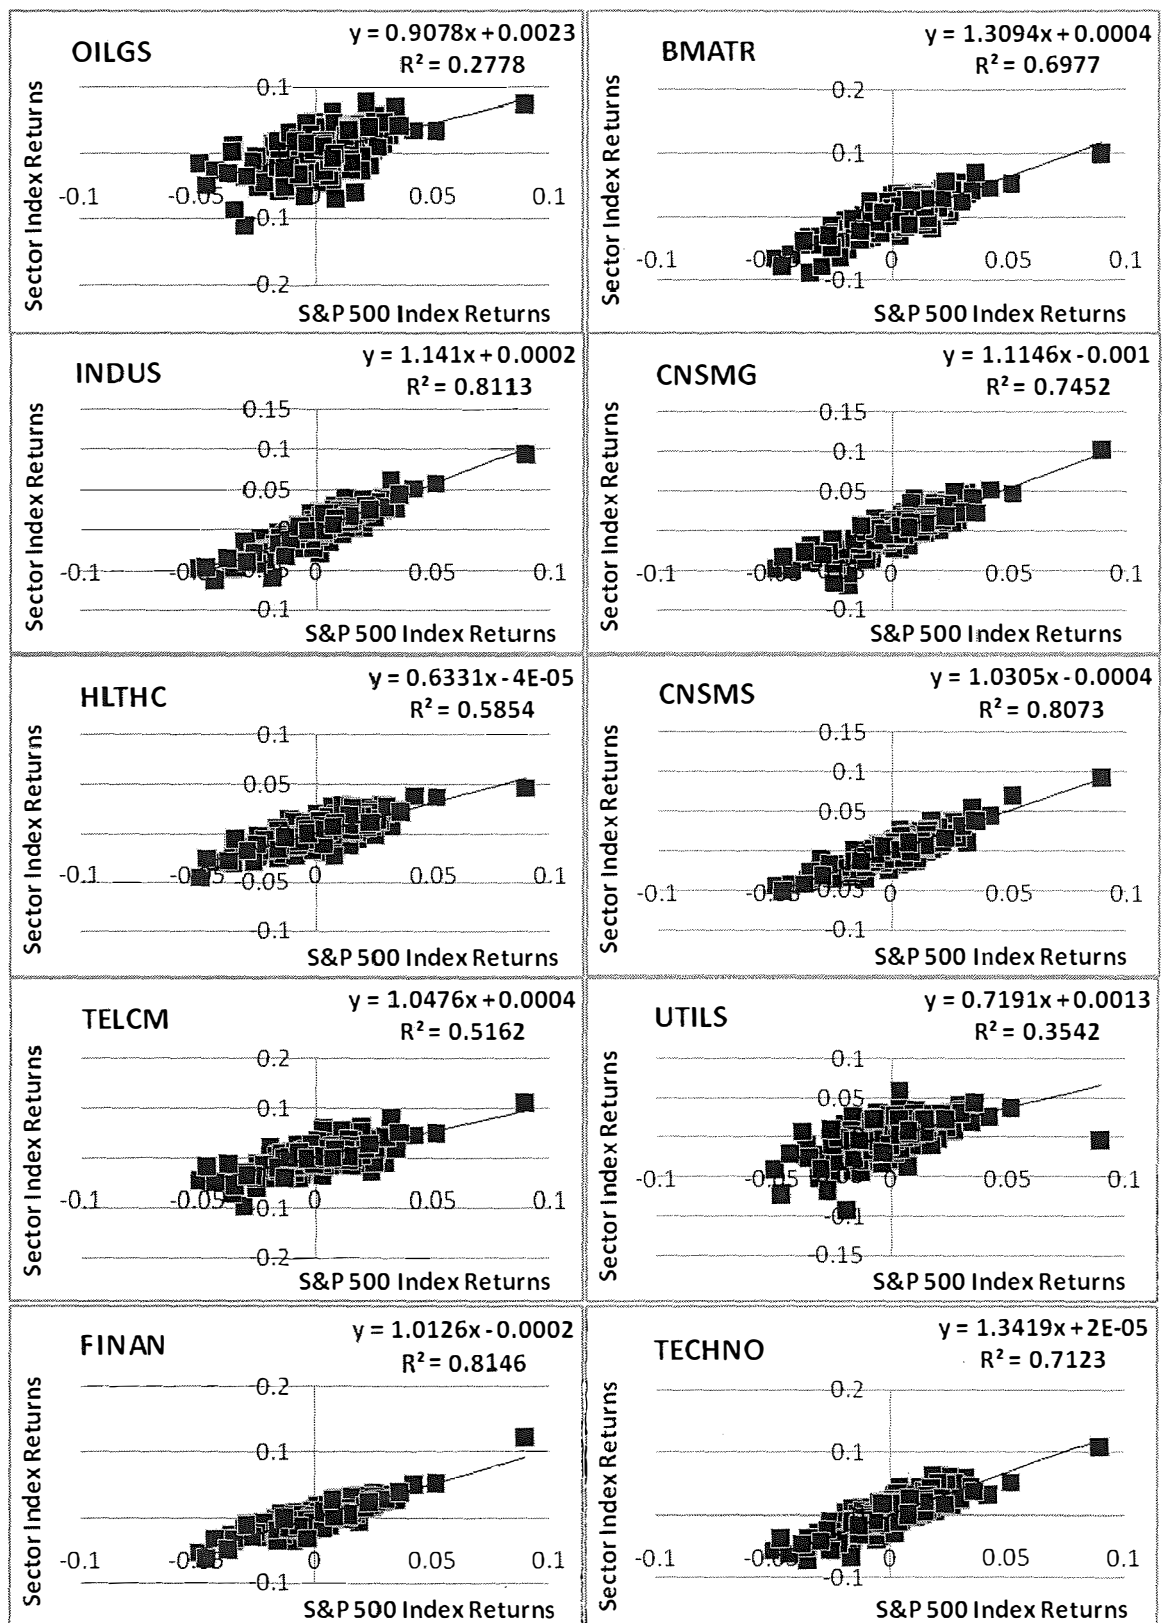 OILGS
y = 0.9078x + 0.0023
R² = 0.2778
Sector Index Returns
0.1
-0.1
-0.05
0
0.05
0.1
-0.1
-0.2
S&P 500 Index Returns
BMATR
y = 1.3094x + 0.0004
R² = 0.6977
Sector Index Returns
0.2
0.1
-0.1
0
0.05
0.1
-0.1
S&P 500 Index Returns
INDUS
y = 1.141x + 0.0002
R² = 0.8113
Sector Index Returns
0.15
0.1
0.05
-0.1
0
0.05
0.1
-0.1
S&P 500 Index Returns
CNSMG
y = 1.1146x - 0.001
R² = 0.7452
Sector Index Returns
0.15
0.1
0.05
-0.1
0
0.05
0.1
-0.1
S&P 500 Index Returns
HLTHC
y = 0.6331x - 4E-05
R² = 0.5854
Sector Index Returns
0.1
0.05
-0.1
-0.05
0
0.05
0.1
-0.1
S&P 500 Index Returns
CNSMS
y = 1.0305x - 0.0004
R² = 0.8073
Sector Index Returns
0.15
0.1
0.05
-0.1
0
0.05
0.1
-0.1
S&P 500 Index Returns
TELCM
y = 1.0476x + 0.0004
R² = 0.5162
Sector Index Returns
0.2
0.1
-0.1
-0.05
0
0.05
0.1
-0.1
-0.2
S&P 500 Index Returns
UTILS
y = 0.7191x + 0.0013
R² = 0.3542
Sector Index Returns
0.1
0.05
-0.1
-0.05
0
0.05
0.1
-0.1
-0.15
S&P 500 Index Returns
FINAN
y = 1.0126x - 0.0002
R² = 0.8146
Sector Index Returns
0.2
0.1
-0.1
-0.05
0
0.05
0.1
-0.1
S&P 500 Index Returns
TECHNO
y = 1.3419x + 2E-05
R² = 0.7123
Sector Index Returns
0.2
0.1
-0.1
-0.05
0
0.05
0.1
-0.1
S&P 500 Index Returns